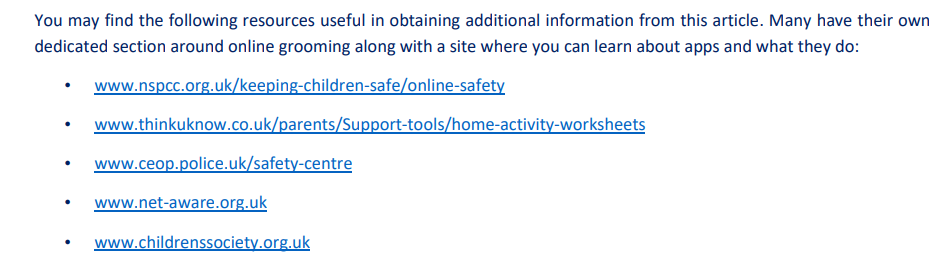 You may find the following resources useful in obtaining additional information from this article. Many have their own
dedicated section around online grooming along with a site where you can learn about apps and what they do:
• www.nspcc.org.uk/keeping-children-safe/online-safety
• www.thinkuknow.co.uk/parents/Support-tools/home-activity-worksheets
• www.ceop.police.uk/safety-centre
• www.net-aware.org.uk
• www.childrenssociety.org.uk